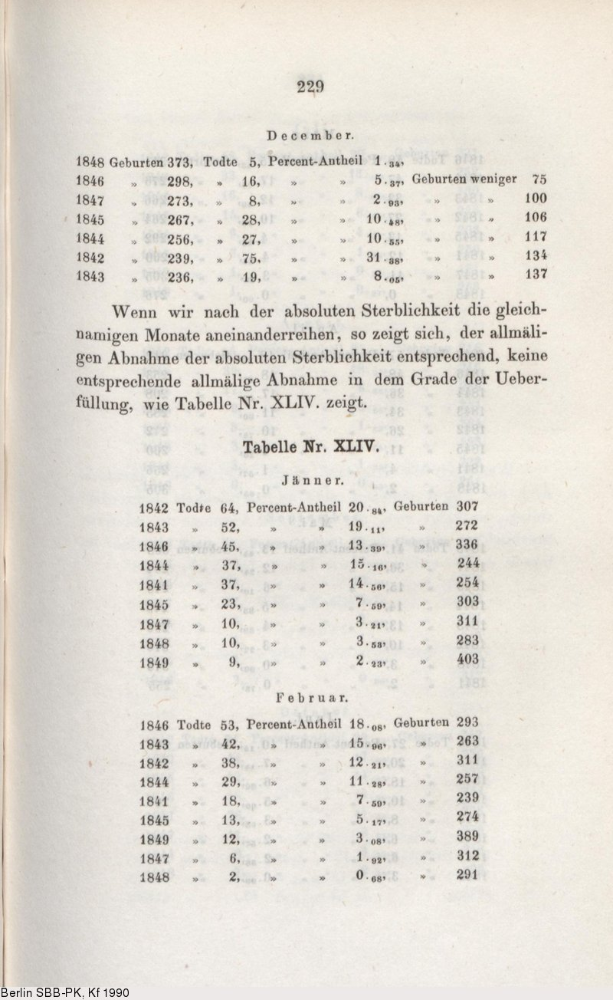 229
December.
1848 Geburten 373, Todte 5, Percent-Antheil 1.34,
1846 » 298, » 16, » » 5.37, Geburten weniger 75
1847 » 273, » 8, » » 2.93, » » 100
1845 » 267, » 28, » » 10.48, » » 106
1844 » 256, » 27, » » 10.55, » » 117
1842 » 239, » 75, » » 31.38, » » 134
1843 » 236, » 19, » » 8.05, » » 137
Wenn wir nach der absoluten Sterblichkeit die gleich-
namigen Monate aneinanderreihen, so zeigt sich, der allmäli-
gen Abnahme der absoluten Sterblichkeit entsprechend, keine
entsprechende allmälige Abnahme in dem Grade der Ueber-
füllung, wie Tabelle Nr. XLIV. zeigt.
Tabelle Nr. XLIV.
Jänner.
1842 Todte 64, Percent-Antheil 20.84, Geburten 307
1843 » 52, » » 19.11, » 272
1846 » 45, » » 13.39, » 336
1844 » 37, » » 15.16, » 244
1841 » 37, » » 14.56, » 254
1845 » 23, » » 7.59, » 303
1847 » 10, » » 3.21, » 311
1848 » 10, » » 3.53, » 283
1849 » 9, » » 2.23, » 403
Februar.
1846 Todte 53, Percent-Antheil 18.08, Geburten 293
1843 » 42, » » 15.96, » 263
1842 » 38, » » 12.21, » 311
1844 » 29, » » 11.28, » 257
1841 » 18, » » 7.59, » 239
1845 » 13, » » 5.17, » 274
1849 » 12, » » 3.08, » 389
1847 » 6, » » 1.92, » 312
1848 » 2, » » 0.68, » 291
Berlin SBB-PK, Kf 1990